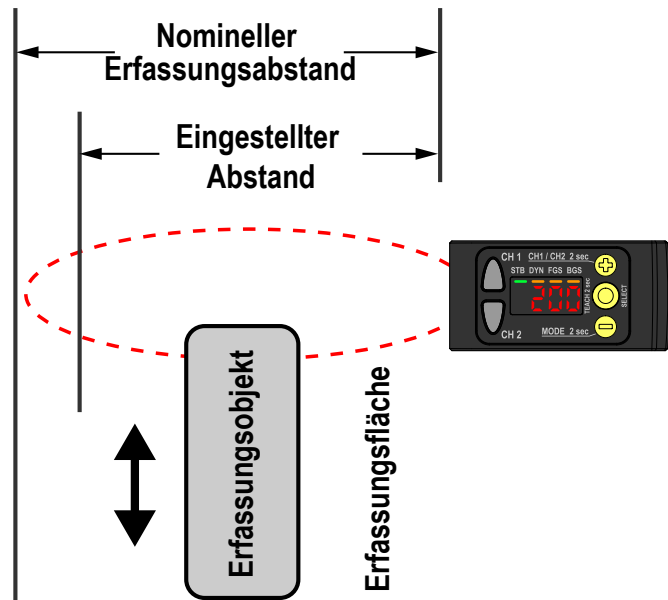 Nomineller
Erfassungsabstand
Eingestellter
Abstand
CH 1 CH1 / CH2 2 sec
STB DYN FGS BGS
200
TEACH 2 sec
SELECT
CH 2 MODE 2 sec
Erfassungsobjekt
Erfassungsfläche